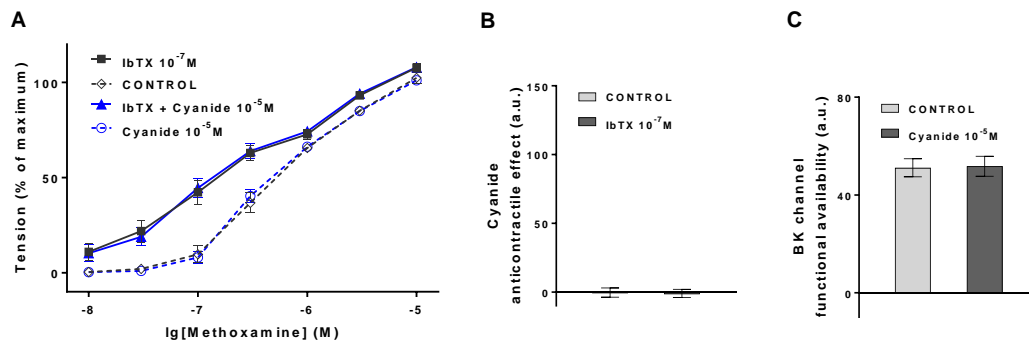 A
IbTX 10⁻⁷M
CONTROL
IbTX + Cyanide 10⁻⁵M
Cyanide 10⁻⁵M
Tension (% of maximum)
100
50
0
-8
-7
-6
-5
lg[Methoxamine] (M)
B
CONTROL
IbTX 10⁻⁷M
Cyanide
anticontractile effect (a.u.)
150
100
50
0
C
CONTROL
Cyanide 10⁻⁵M
BK channel
functional availability (a.u.)
80
40
0